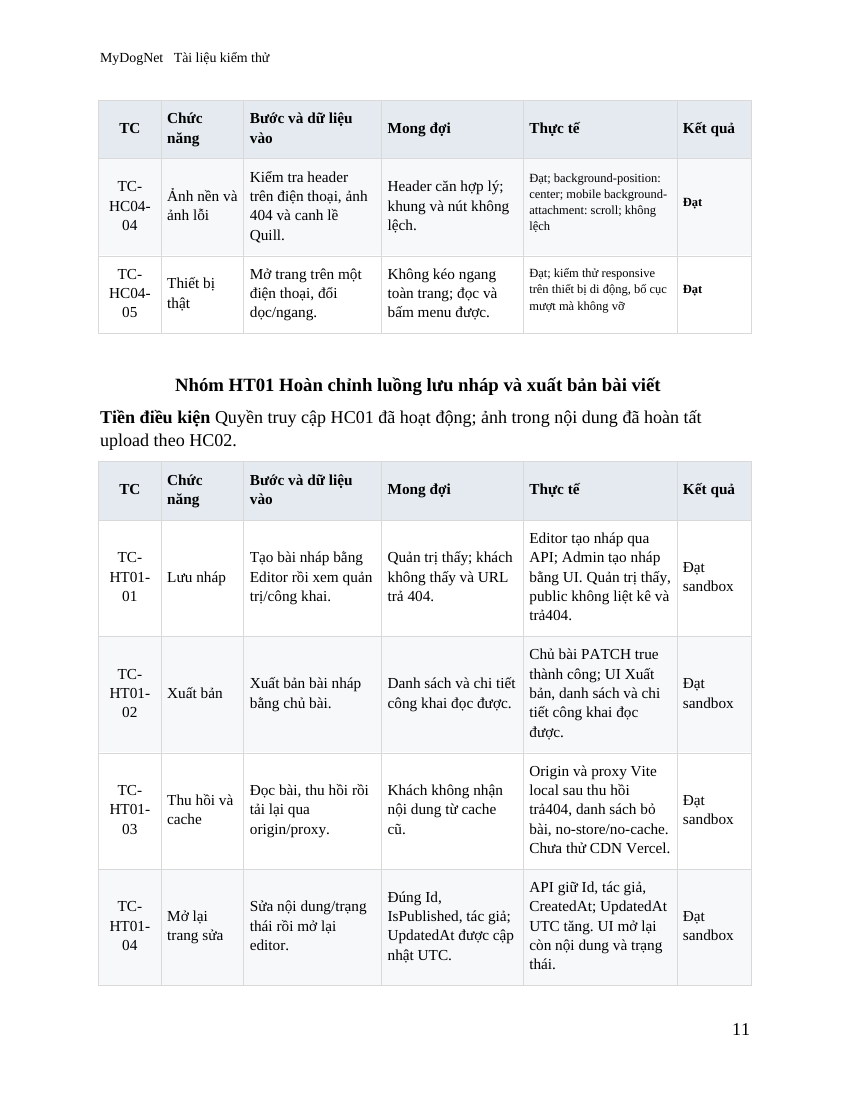 MyDogNet Tài liệu kiểm thử
TC
Chức
năng
Bước và dữ liệu
vào
Mong đợi
Thực tế
Kết quả
TC-
HC04-
04
Ảnh nền và
ảnh lỗi
Kiểm tra header
trên điện thoại, ảnh
404 và canh lề
Quill.
Header căn hợp lý;
khung và nút không
lệch.
Đạt; background-position:
center; mobile background-
attachment: scroll; không
lệch
Đạt
TC-
HC04-
05
Thiết bị
thật
Mở trang trên một
điện thoại, đổi
dọc/ngang.
Không kéo ngang
toàn trang; đọc và
bấm menu được.
Đạt; kiểm thử responsive
trên thiết bị di động, bố cục
mượt mà không vỡ
Đạt
Nhóm HT01 Hoàn chỉnh luồng lưu nháp và xuất bản bài viết
Tiền điều kiện Quyền truy cập HC01 đã hoạt động; ảnh trong nội dung đã hoàn tất
upload theo HC02.
TC
Chức
năng
Bước và dữ liệu
vào
Mong đợi
Thực tế
Kết quả
TC-
HT01-
01
Lưu nháp
Tạo bài nháp bằng
Editor rồi xem quản
trị/công khai.
Quản trị thấy; khách
không thấy và URL
trả 404.
Editor tạo nháp qua
API; Admin tạo nháp
bằng UI. Quản trị thấy,
public không liệt kê và
trả404.
Đạt
sandbox
TC-
HT01-
02
Xuất bản
Xuất bản bài nháp
bằng chủ bài.
Danh sách và chi tiết
công khai đọc được.
Chủ bài PATCH true
thành công; UI Xuất
bản, danh sách và chi
tiết công khai đọc
được.
Đạt
sandbox
TC-
HT01-
03
Thu hồi và
cache
Đọc bài, thu hồi rồi
tải lại qua
origin/proxy.
Khách không nhận
nội dung từ cache
cũ.
Origin và proxy Vite
local sau thu hồi
trả404, danh sách bỏ
bài, no-store/no-cache.
Chưa thử CDN Vercel.
Đạt
sandbox
TC-
HT01-
04
Mở lại
trang sửa
Sửa nội dung/trạng
thái rồi mở lại
editor.
Đúng Id,
IsPublished, tác giả;
UpdatedAt được cập
nhật UTC.
API giữ Id, tác giả,
CreatedAt; UpdatedAt
UTC tăng. UI mở lại
còn nội dung và trạng
thái.
Đạt
sandbox
11